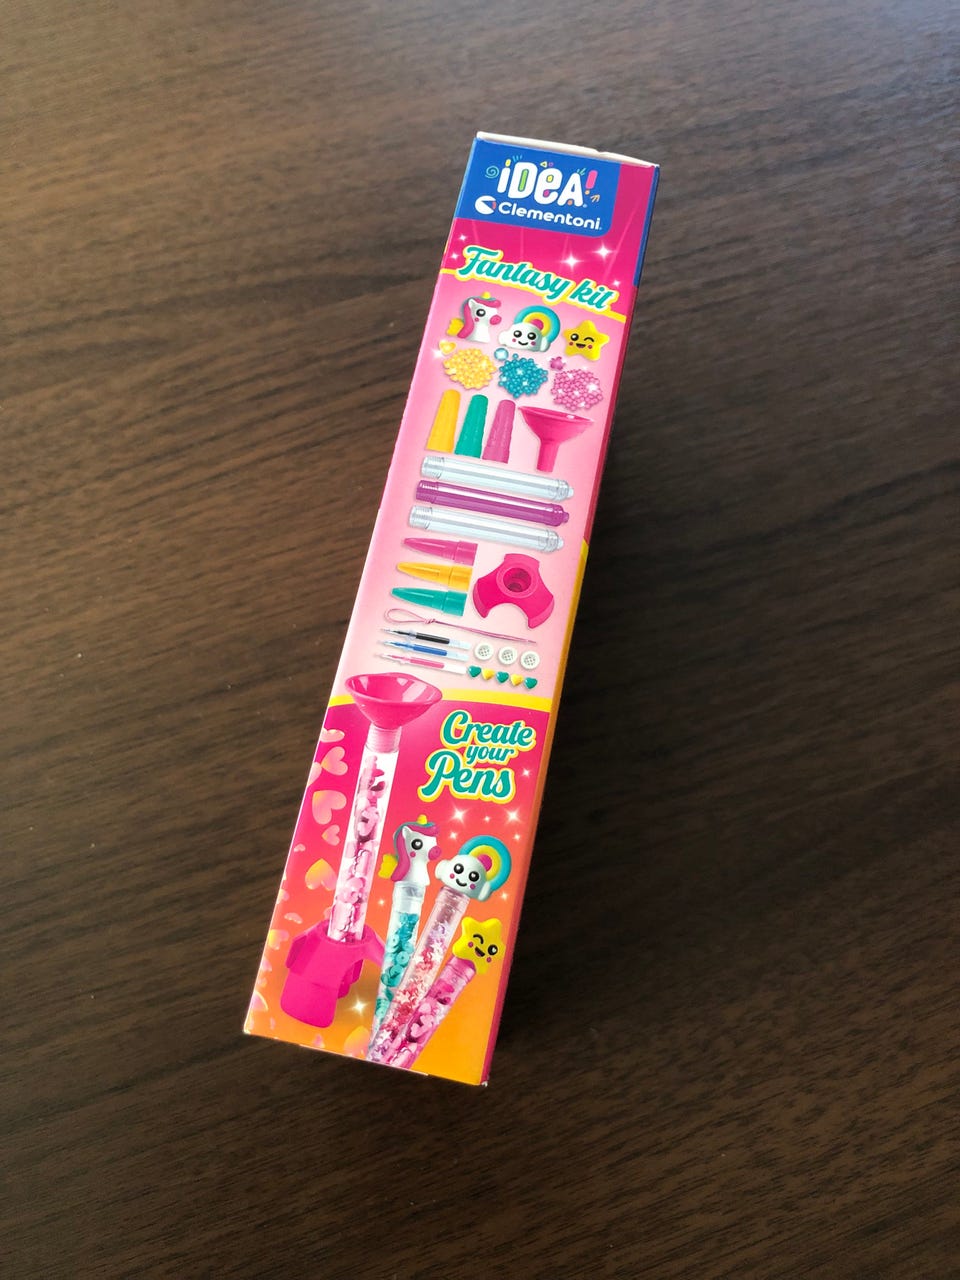 iDeA!
Clementoni
Fantasy kit
Create
your
Pens